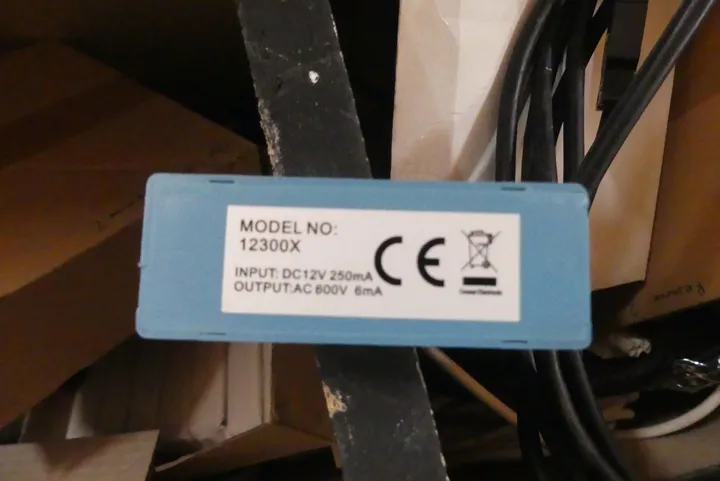 MODEL NO:
12300X
INPUT: DC12V 250mA
OUTPUT:AC 600V 6mA
CE